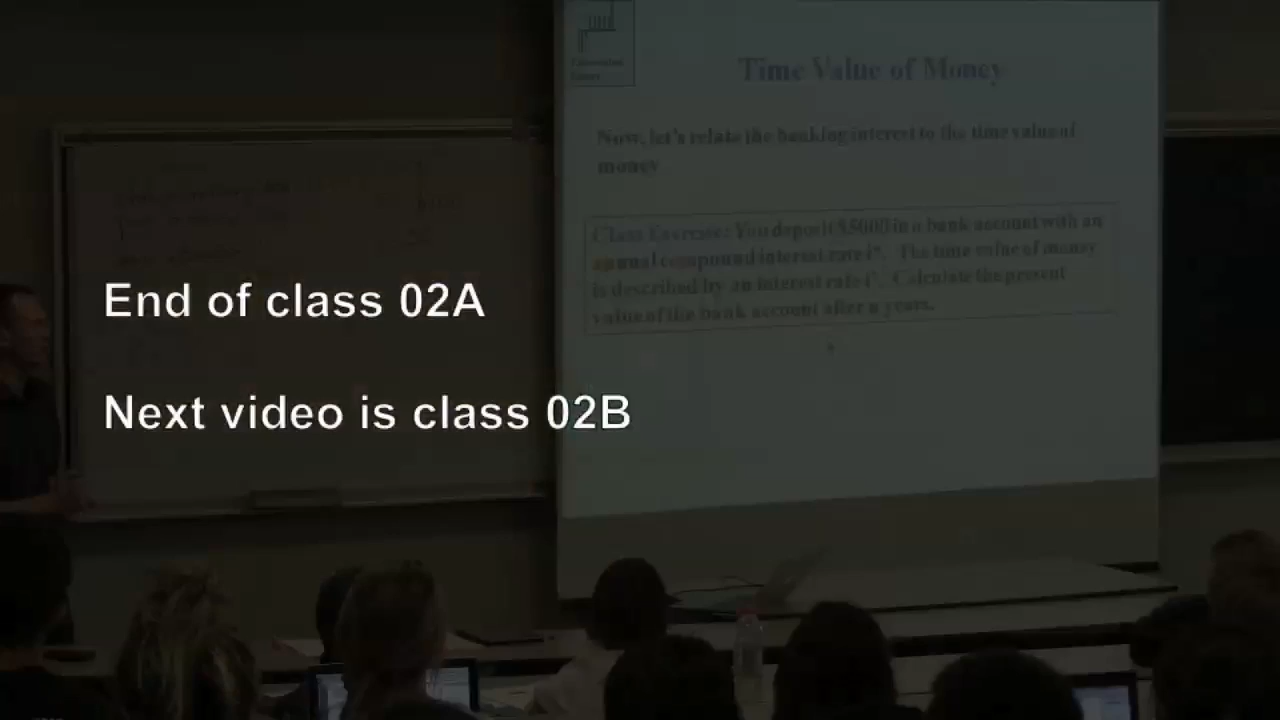 Time Value of Money
Now, let's relate the banking interest to the time value of
money
Class Exercise: You deposit $5000 in a bank account with an
annual compound interest rate i*. The time value of money
is described by an interest rate i'. Calculate the present
value of the bank account after n years.
End of class 02A
Next video is class 02B